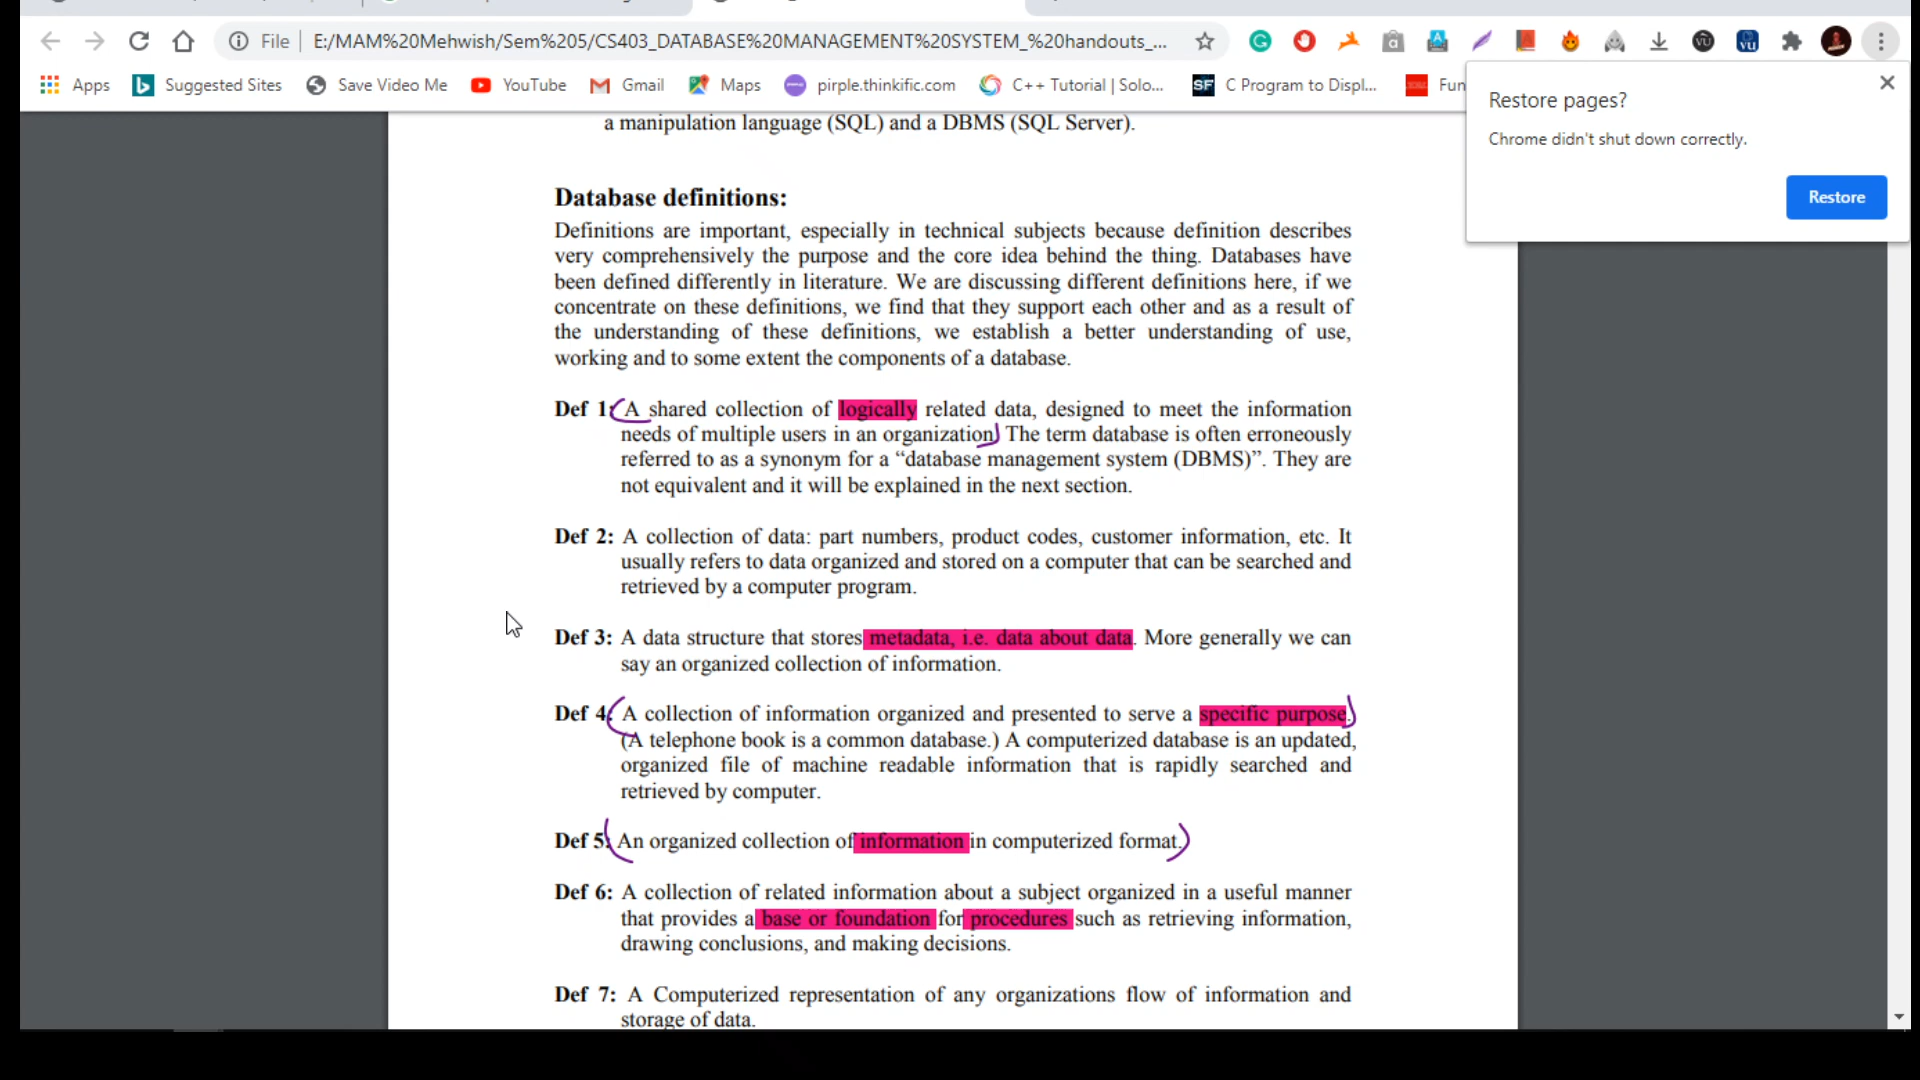 File
E:/MAM%20Mehwish/Sem%205/CS403_DATABASE%20MANAGEMENT%20SYSTEM_%20handouts_...
Apps
Suggested Sites
Save Video Me
YouTube
Gmail
Maps
pirple.thinkific.com
C++ Tutorial | Solo...
C Program to Displ...
Fun
Restore pages?
Chrome didn't shut down correctly.
Restore
a manipulation language (SQL) and a DBMS (SQL Server).
Database definitions:
Definitions are important, especially in technical subjects because definition describes
very comprehensively the purpose and the core idea behind the thing. Databases have
been defined differently in literature. We are discussing different definitions here, if we
concentrate on these definitions, we find that they support each other and as a result of
the understanding of these definitions, we establish a better understanding of use,
working and to some extent the components of a database.
Def 1: A shared collection of logically related data, designed to meet the information
needs of multiple users in an organization. The term database is often erroneously
referred to as a synonym for a “database management system (DBMS)”. They are
not equivalent and it will be explained in the next section.
Def 2: A collection of data: part numbers, product codes, customer information, etc. It
usually refers to data organized and stored on a computer that can be searched and
retrieved by a computer program.
Def 3: A data structure that stores metadata, i.e. data about data. More generally we can
say an organized collection of information.
Def 4: A collection of information organized and presented to serve a specific purpose.
(A telephone book is a common database.) A computerized database is an updated,
organized file of machine readable information that is rapidly searched and
retrieved by computer.
Def 5: An organized collection of information in computerized format.
Def 6: A collection of related information about a subject organized in a useful manner
that provides a base or foundation for procedures such as retrieving information,
drawing conclusions, and making decisions.
Def 7: A Computerized representation of any organizations flow of information and
storage of data.